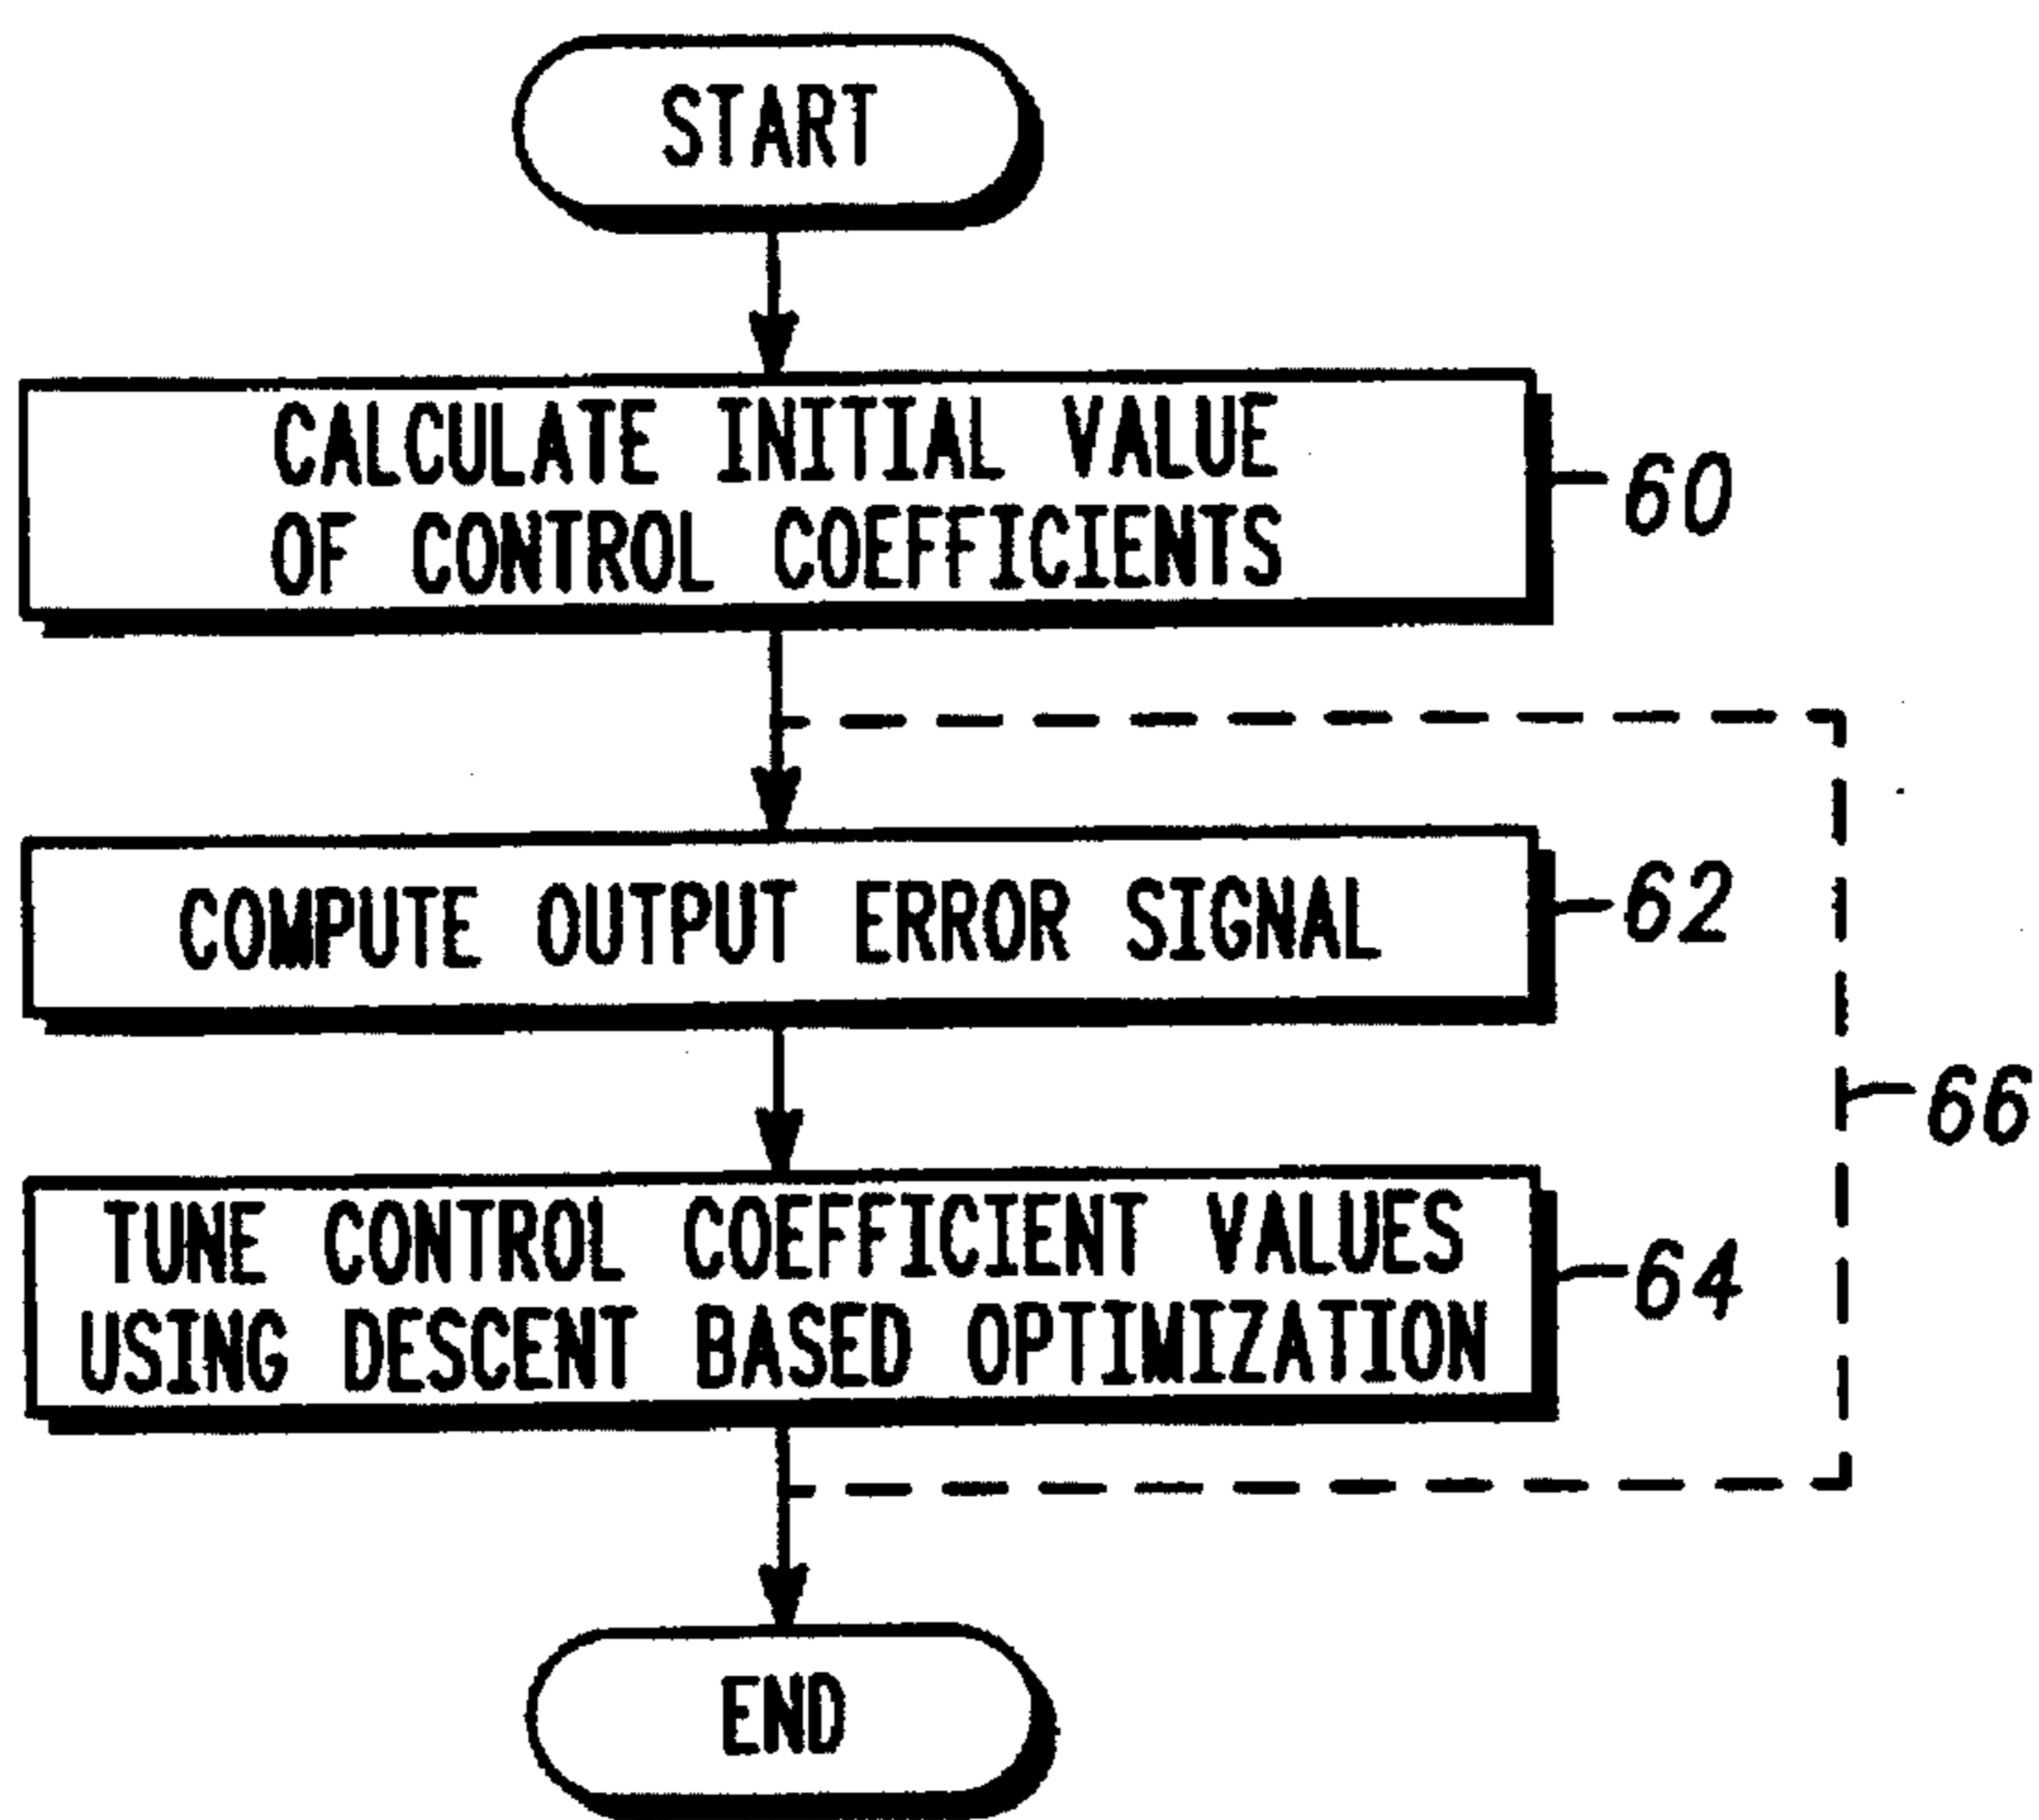 START
CALCULATE INITIAL VALUE
OF CONTROL COEFFICIENTS
60
COMPUTE OUTPUT ERROR SIGNAL
62
66
TUNE CONTROL COEFFICIENT VALUES
USING DESCENT BASED OPTIMIZATION
64
END